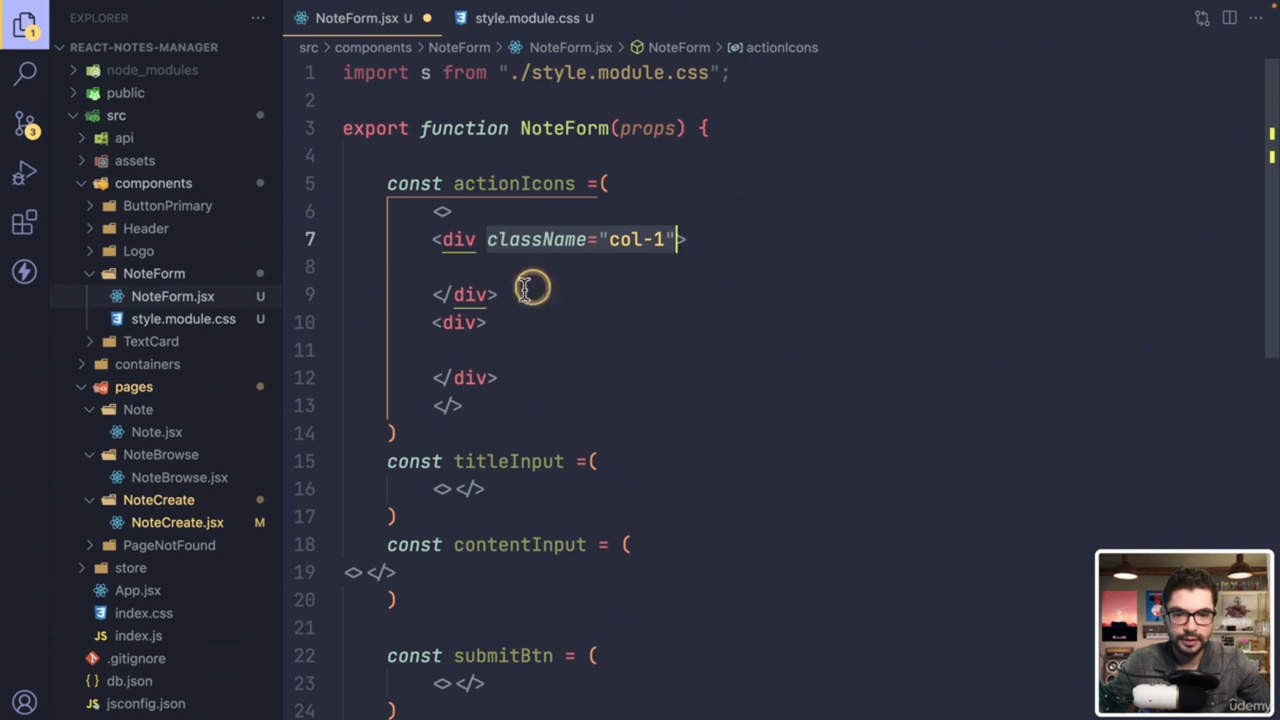 EXPLORER
NoteForm.jsx U
style.module.css U
REACT-NOTES-MANAGER
src components NoteForm NoteForm.jsx NoteForm actionIcons
node_modules
public
src
api
assets
components
ButtonPrimary
Header
Logo
NoteForm
NoteForm.jsx U
style.module.css U
TextCard
containers
pages
Note
Note.jsx
NoteBrowse
NoteBrowse.jsx
NoteCreate
NoteCreate.jsx M
PageNotFound
store
App.jsx
index.css
index.js
.gitignore
db.json
jsconfig.json
1
3
1 import s from "./style.module.css";
2
3 export function NoteForm(props) {
4
5 const actionIcons =(
6 <>
7 <div className="col-1">
8
9 </div>
10 <div>
11
12 </div>
13 </>
14 )
15 const titleInput =(
16 <></>
17 )
18 const contentInput = (
19 <></>
20 )
21
22 const submitBtn = (
23 <></>
24 )
udemy